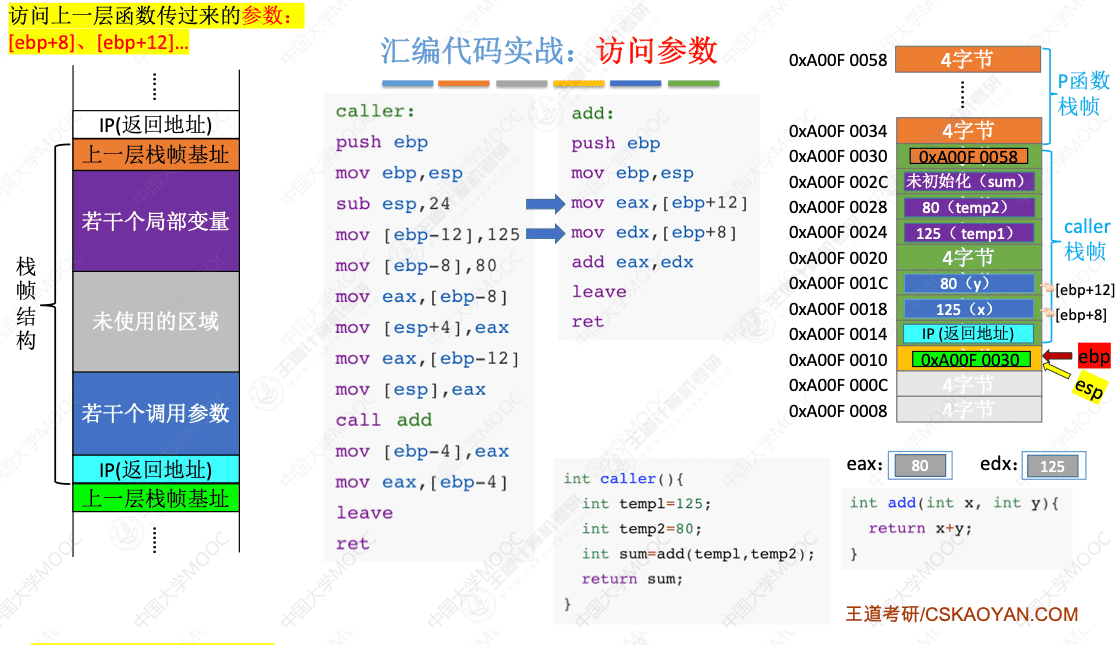 访问上一层函数传过来的参数：
[ebp+8]、[ebp+12]...
IP(返回地址)
上一层栈帧基址
若干个局部变量
未使用的区域
若干个调用参数
IP(返回地址)
上一层栈帧基址
栈帧结构
汇编代码实战：访问参数
caller:
push ebp
mov ebp,esp
sub esp,24
mov [ebp-12],125
mov [ebp-8],80
mov eax,[ebp-8]
mov [esp+4],eax
mov eax,[ebp-12]
mov [esp],eax
call add
mov [ebp-4],eax
mov eax,[ebp-4]
leave
ret
add:
push ebp
mov ebp,esp
mov eax,[ebp+12]
mov edx,[ebp+8]
add eax,edx
leave
ret
int caller(){
int temp1=125;
int temp2=80;
int sum=add(temp1,temp2);
return sum;
}
0xA00F 0058 4字节
P函数
栈帧
0xA00F 0034 4字节
0xA00F 0030 0xA00F 0058
0xA00F 002C 未初始化（sum）
0xA00F 0028 80（temp2）
0xA00F 0024 125（temp1）
caller
栈帧
0xA00F 0020 4字节
0xA00F 001C 80（y） [ebp+12]
0xA00F 0018 125（x） [ebp+8]
0xA00F 0014 IP (返回地址)
0xA00F 0010 0xA00F 0030 ebp
esp
0xA00F 000C 4字节
0xA00F 0008 4字节
eax: 80 edx: 125
int add(int x, int y){
return x+y;
}
王道考研/CSKAOYAN.COM
中国大学MOOC